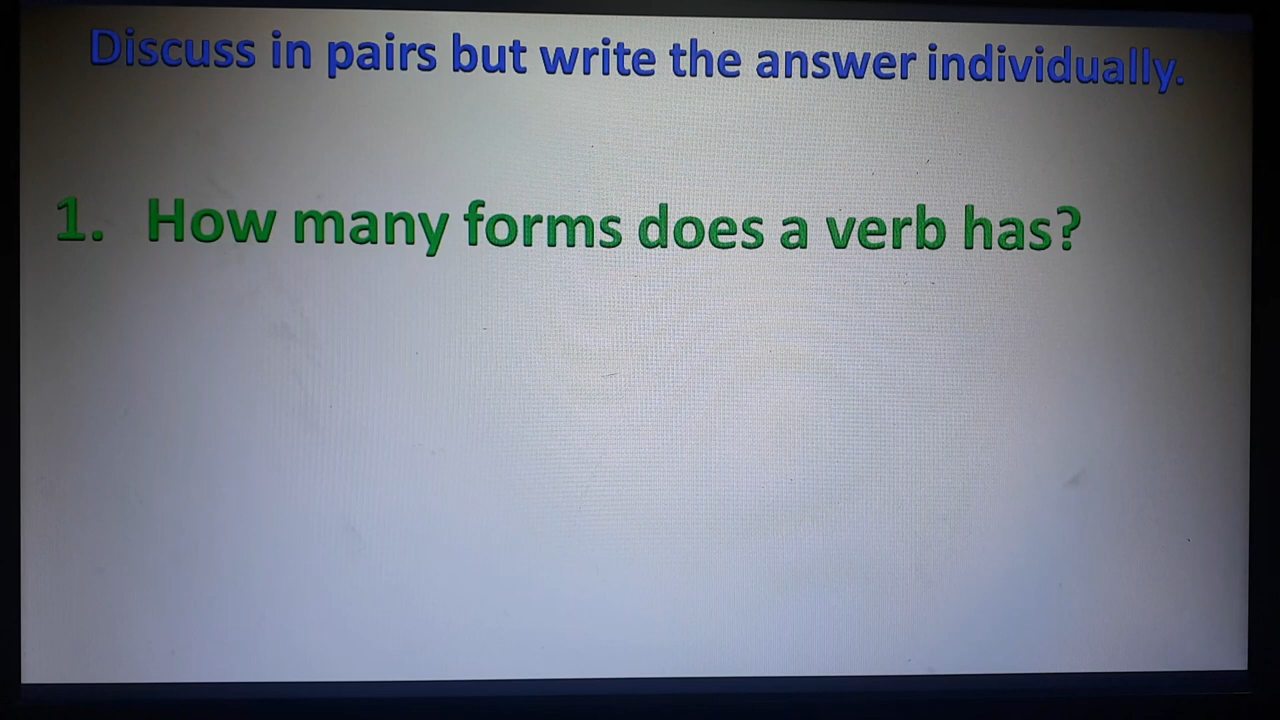 Discuss in pairs but write the answer individually.
1. How many forms does a verb has?